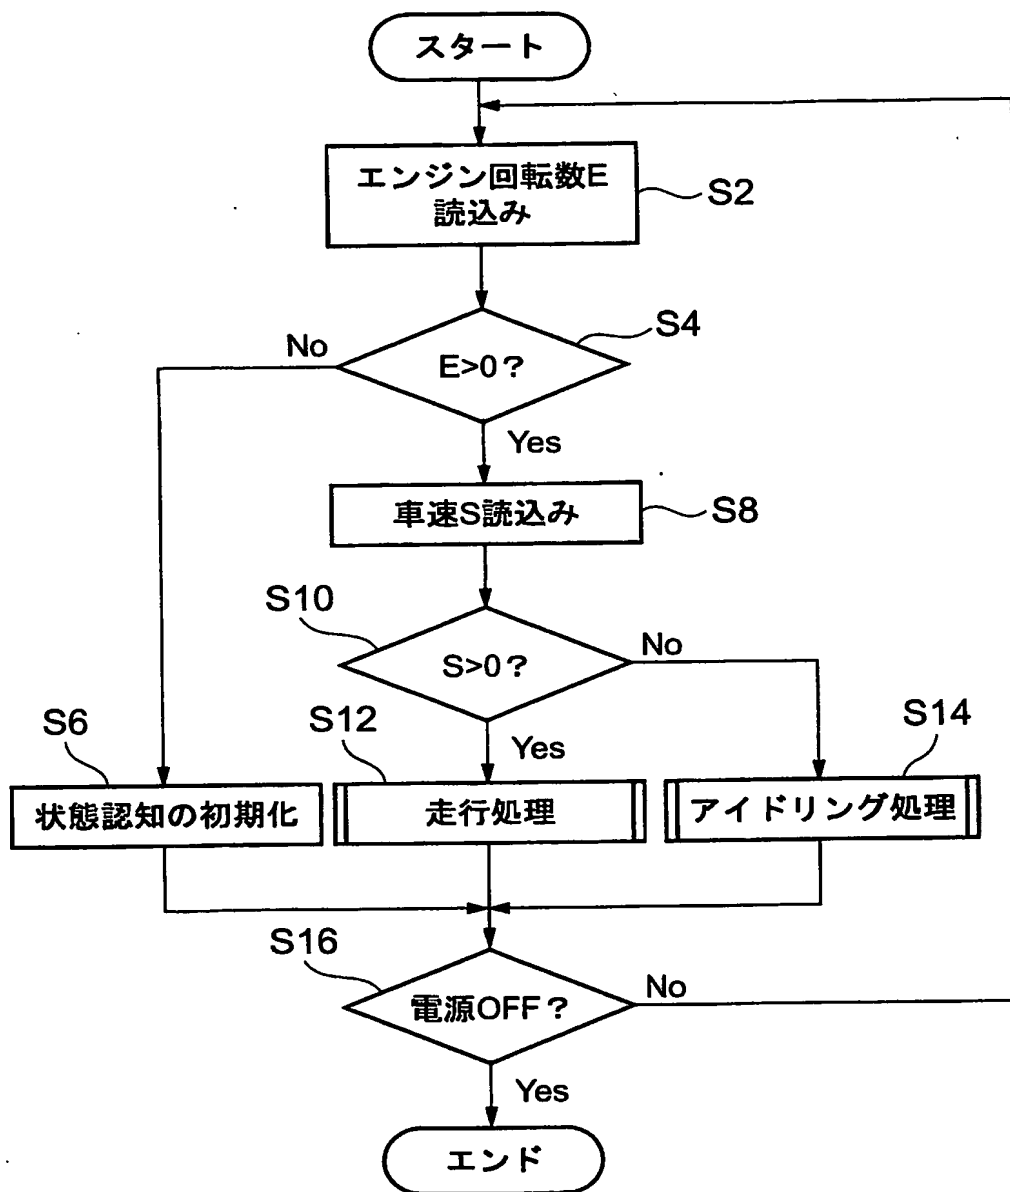 スタート
エンジン回転数E
読込み
S2
S4
No
E>0？
Yes
車速S読込み
S8
S10
S>0？
No
S6
S12
Yes
S14
状態認知の初期化
走行処理
アイドリング処理
S16
電源OFF？
No
Yes
エンド